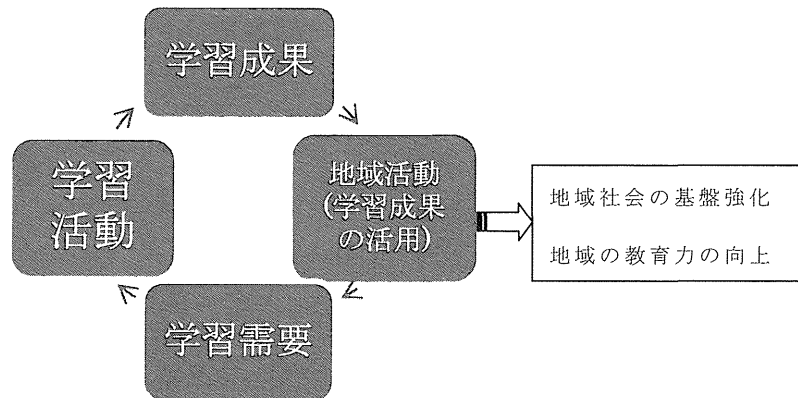 学習成果
学習
活動
地域活動
(学習成果
の活用)
学習需要
地域社会の基盤強化
地域の教育力の向上